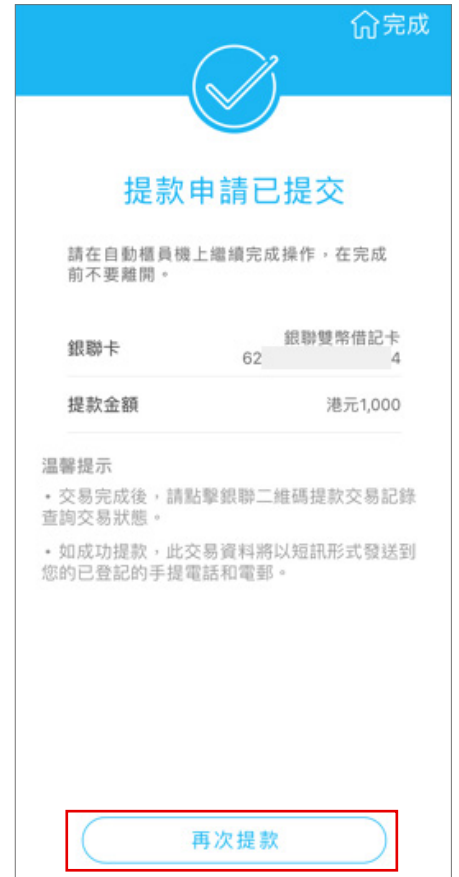 完成
提款申請已提交
請在自動櫃員機上繼續完成操作，在完成
前不要離開。
銀聯卡
銀聯雙幣借記卡
62 4
提款金額
港元1,000
溫馨提示
• 交易完成後，請點擊銀聯二維碼提款交易記錄
查詢交易狀態。
• 如成功提款，此交易資料將以短訊形式發送到
您的已登記的手提電話和電郵。
再次提款